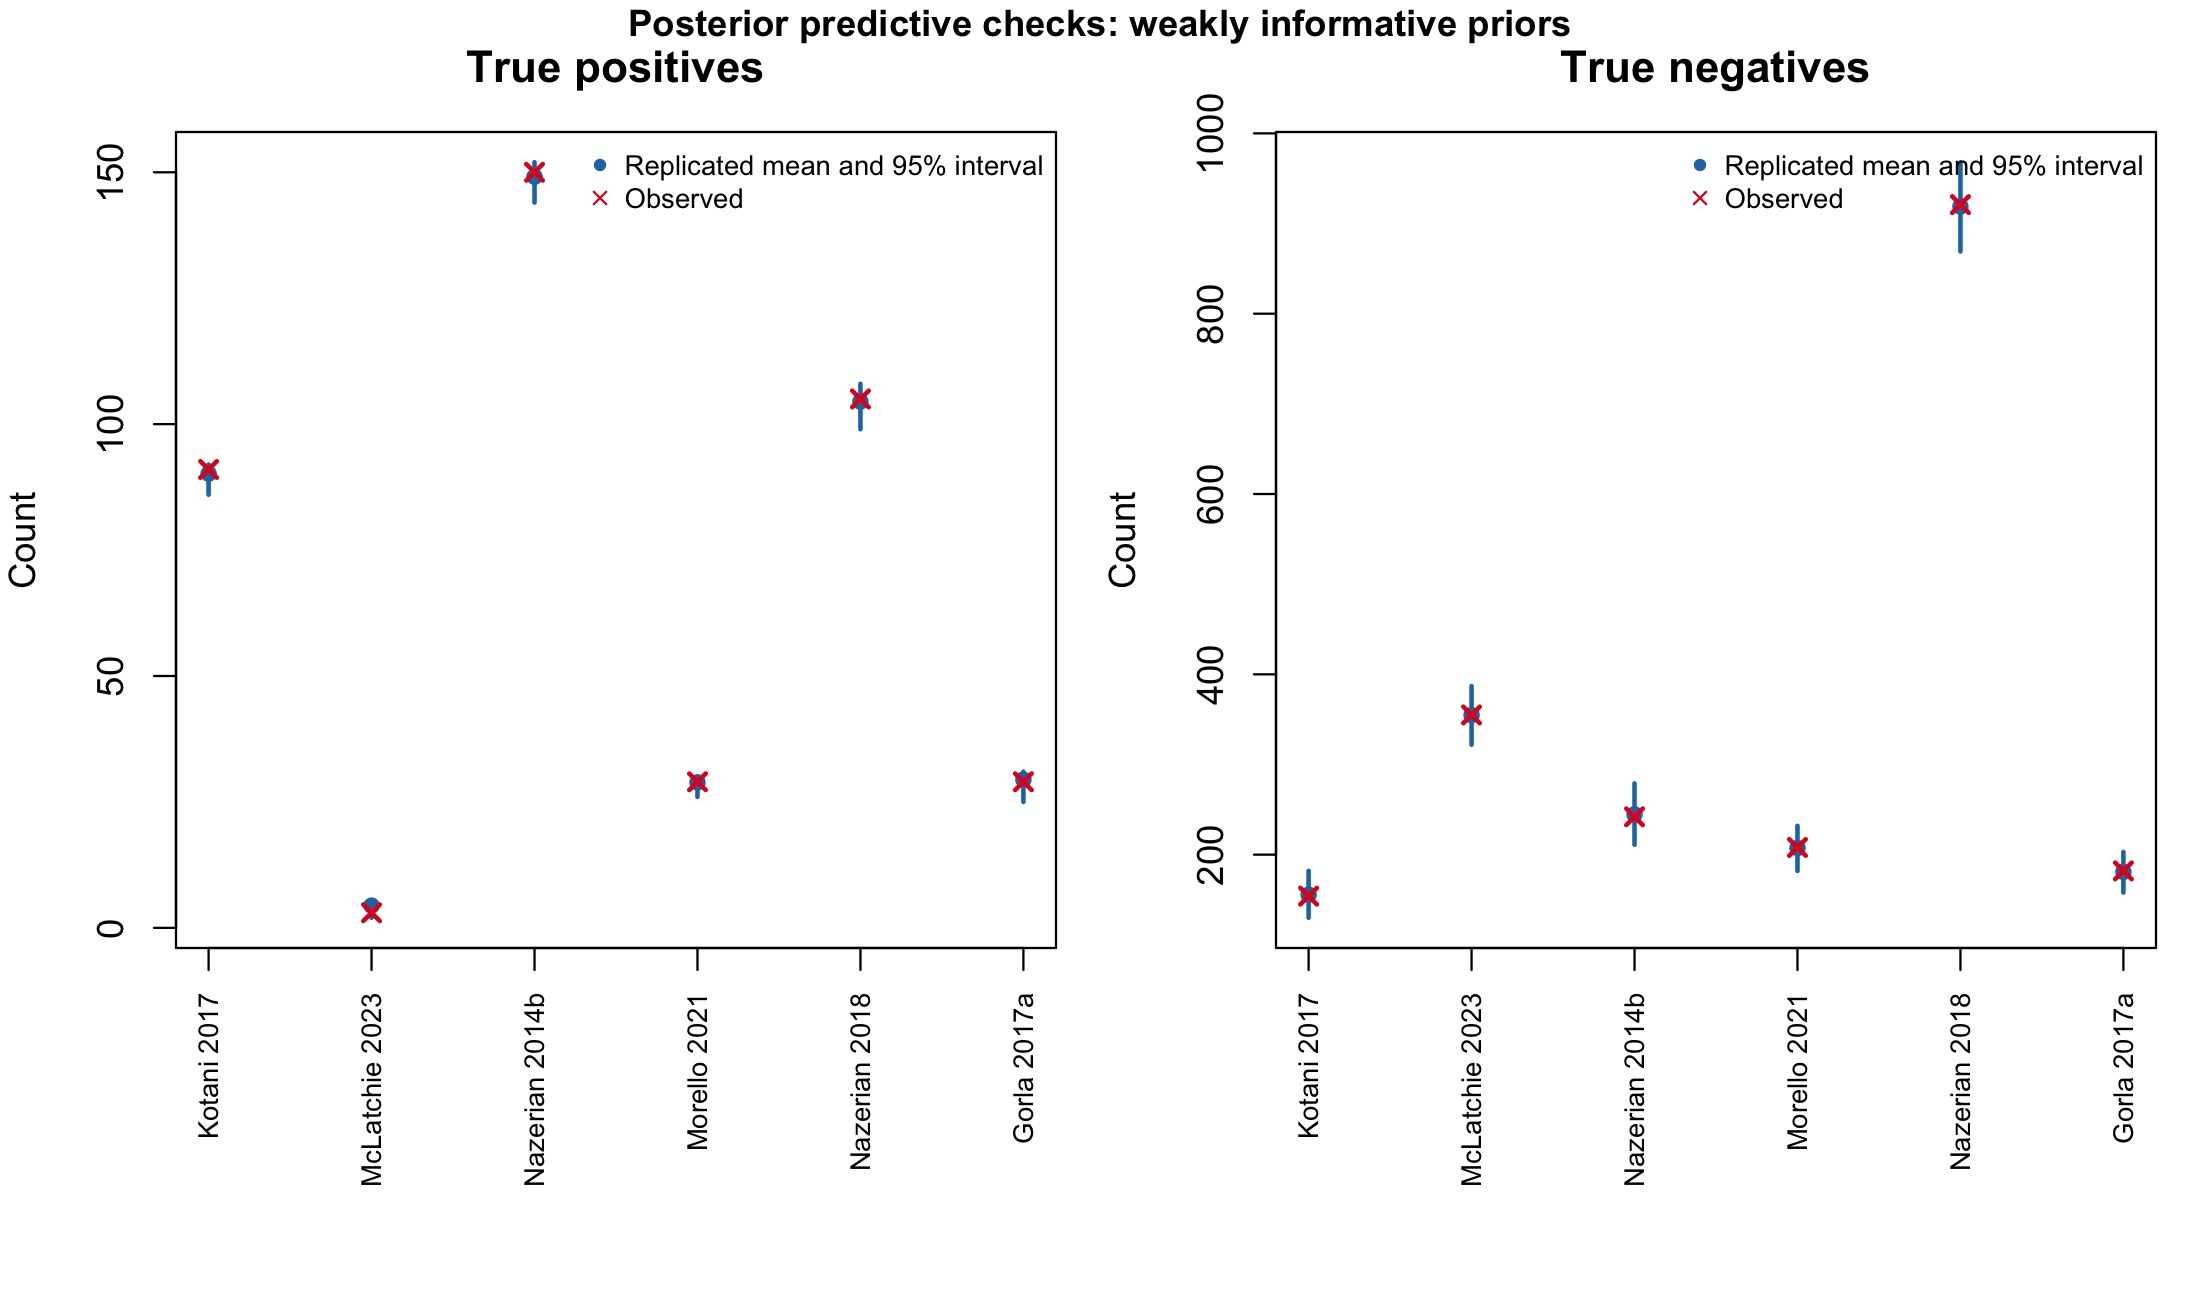 Posterior predictive checks: weakly informative priors
True positives
Count
150
100
50
0
Replicated mean and 95% interval
Observed
Kotani 2017
McLatchie 2023
Nazerian 2014b
Morello 2021
Nazerian 2018
Gorla 2017a
True negatives
Count
1000
800
600
400
200
Replicated mean and 95% interval
Observed
Kotani 2017
McLatchie 2023
Nazerian 2014b
Morello 2021
Nazerian 2018
Gorla 2017a